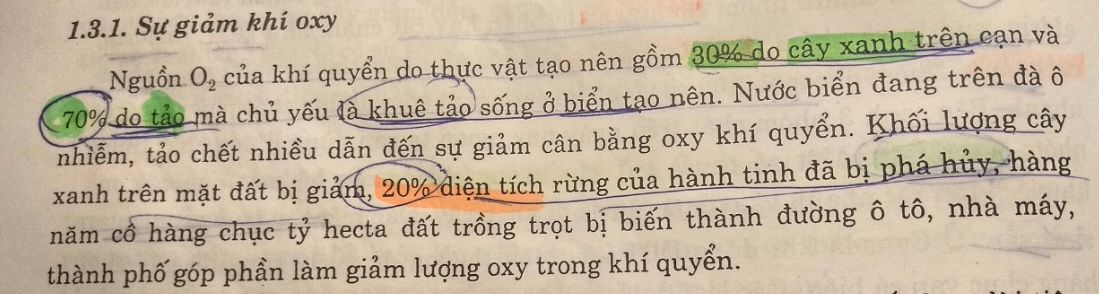 1.3.1. Sự giảm khí oxy
Nguồn O₂ của khí quyển do thực vật tạo nên gồm 30% do cây xanh trên cạn và
70% do tảo mà chủ yếu là khuê tảo sống ở biển tạo nên. Nước biển đang trên đà ô
nhiễm, tảo chết nhiều dẫn đến sự giảm cân bằng oxy khí quyển. Khối lượng cây
xanh trên mặt đất bị giảm, 20% diện tích rừng của hành tinh đã bị phá hủy, hàng
năm cố hàng chục tỷ hecta đất trồng trọt bị biến thành đường ô tô, nhà máy,
thành phố góp phần làm giảm lượng oxy trong khí quyển.